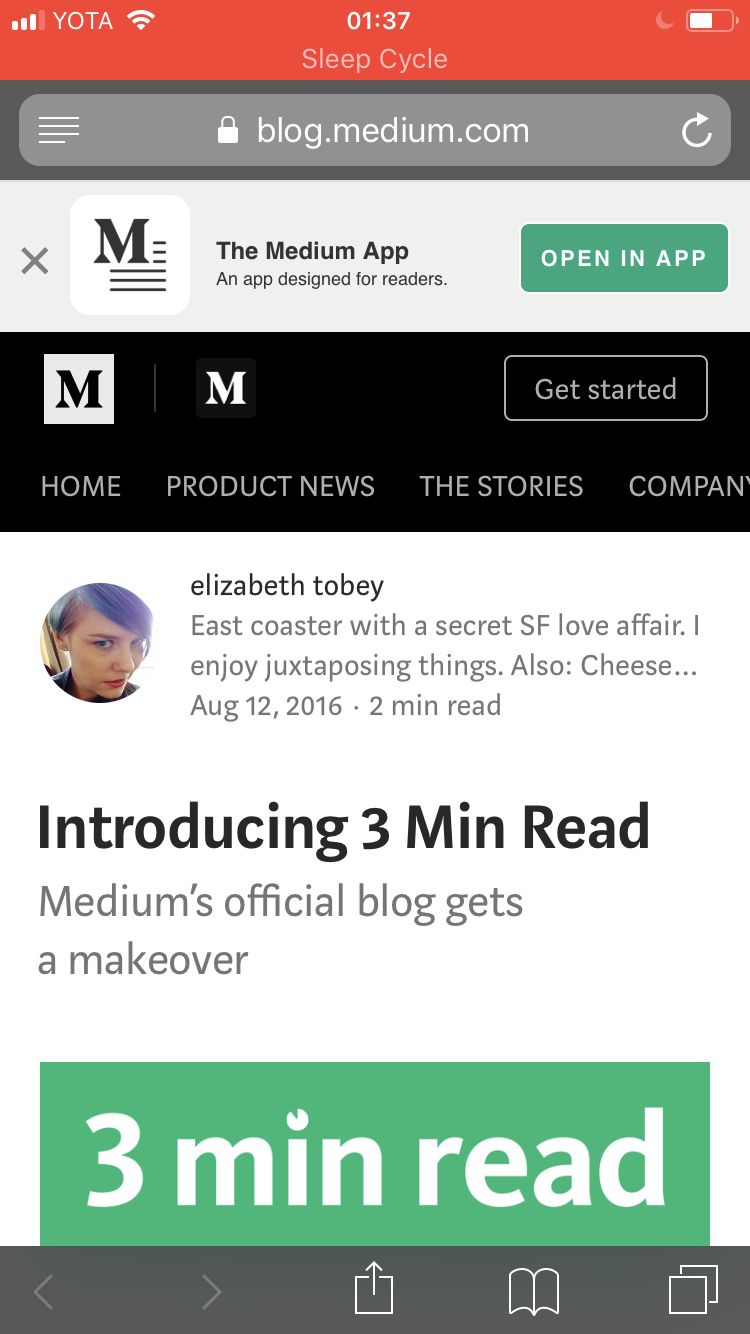 YOTA 01:37
Sleep Cycle
blog.medium.com
M
The Medium App
An app designed for readers.
OPEN IN APP
M M
Get started
HOME PRODUCT NEWS THE STORIES COMPANY
elizabeth tobey
East coaster with a secret SF love affair. I
enjoy juxtaposing things. Also: Cheese...
Aug 12, 2016 · 2 min read
Introducing 3 Min Read
Medium’s official blog gets
a makeover
3 min read